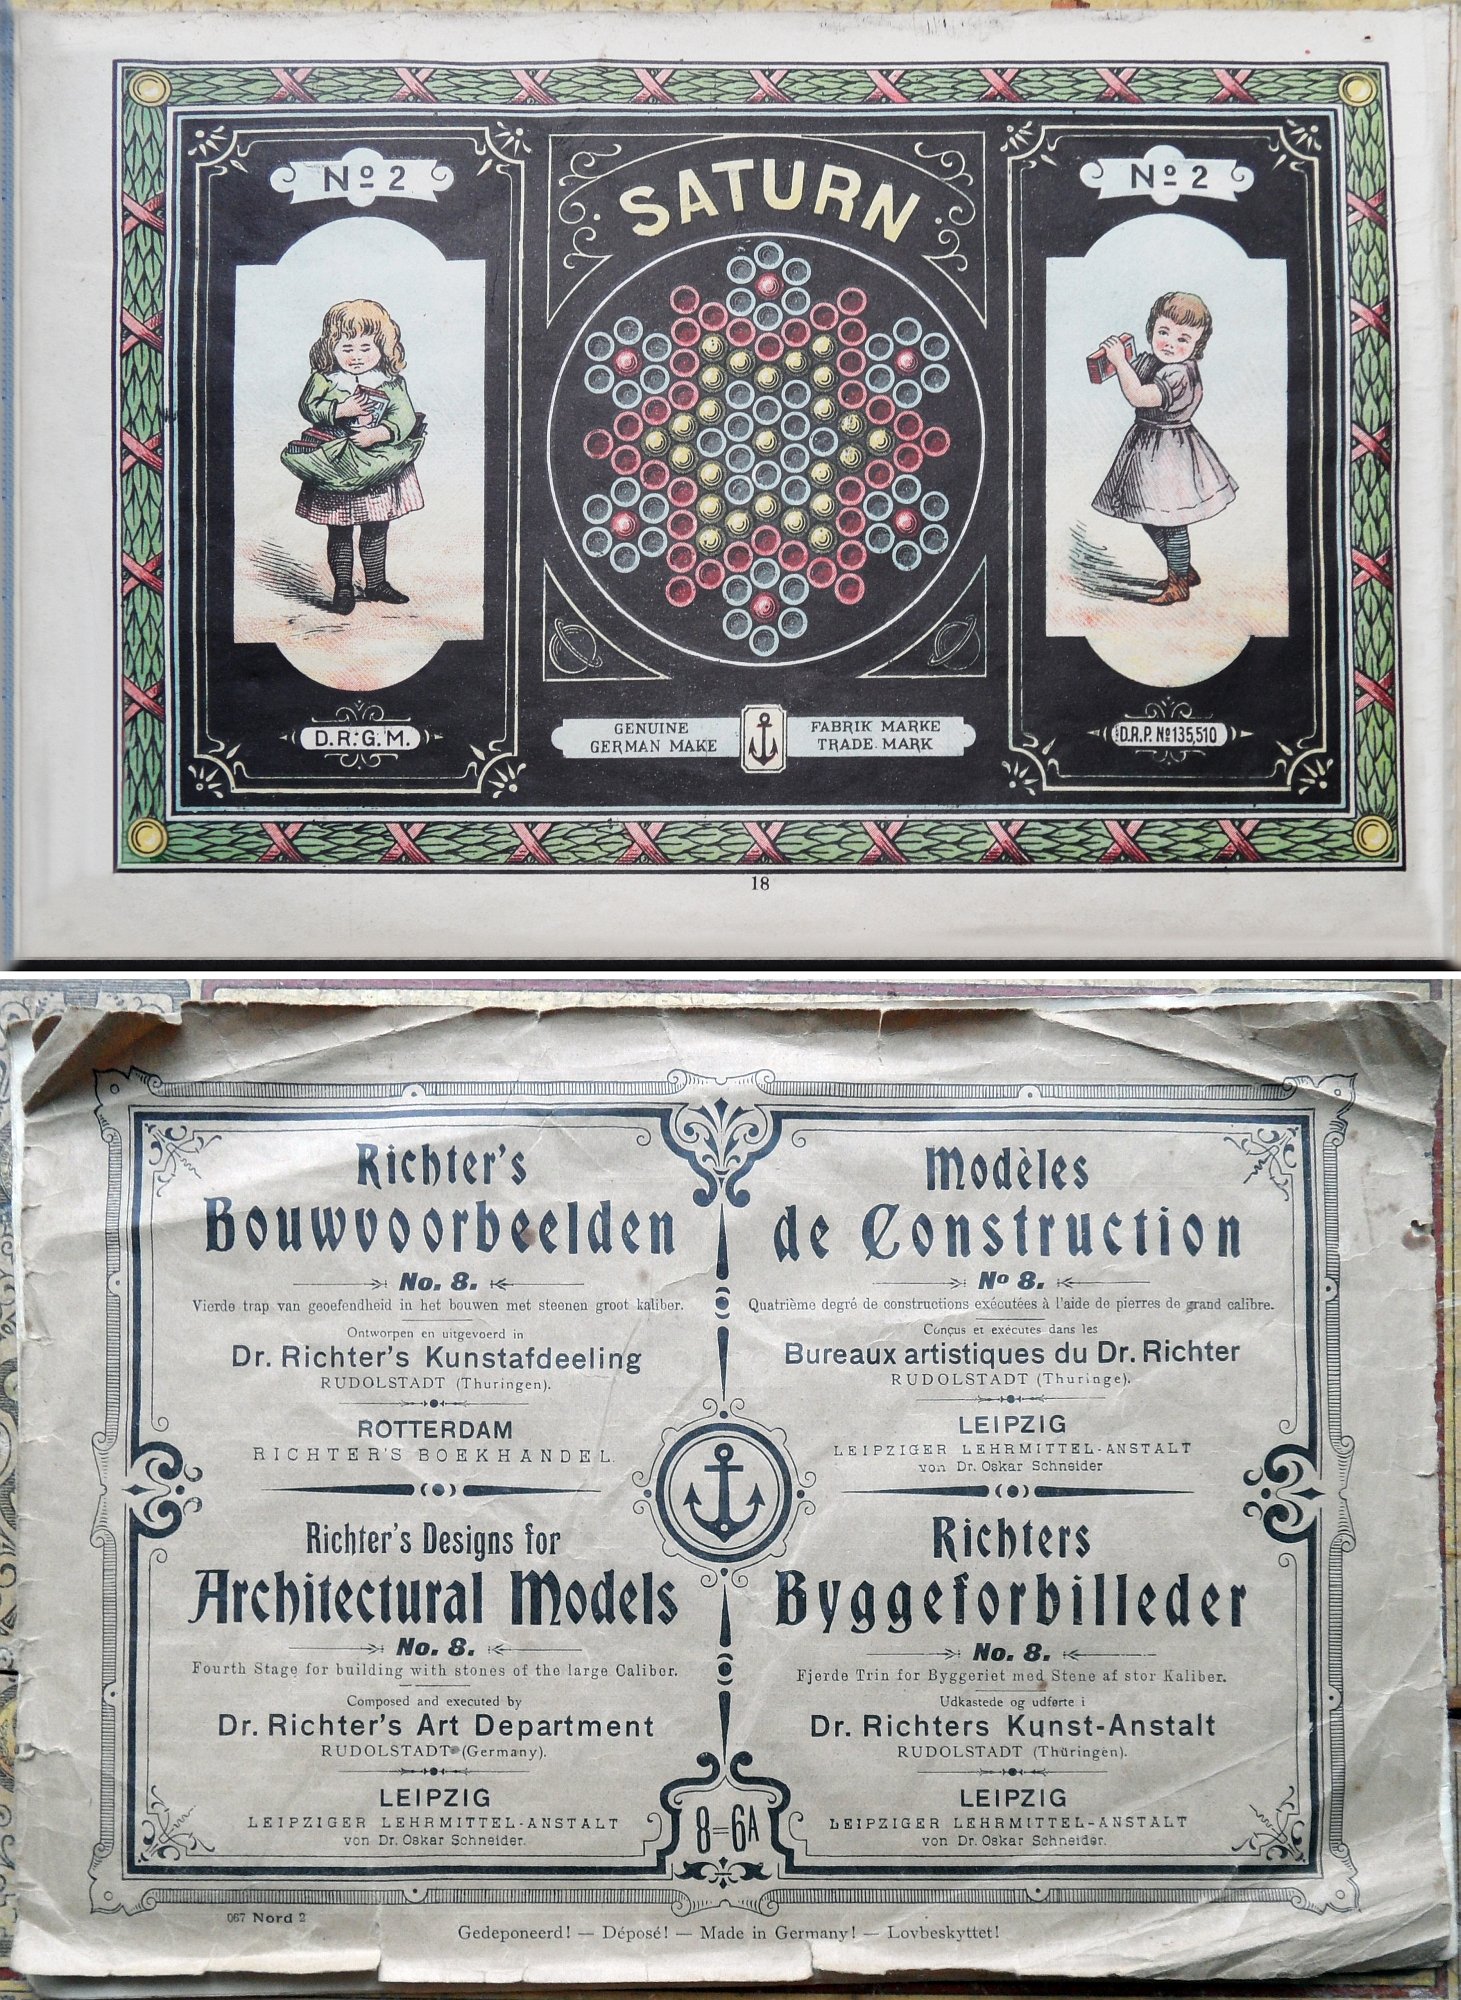 SATURN
No 2
No 2
D.R.G.M.
GENUINE
GERMAN MAKE
FABRIK MARKE
TRADE MARK
D.R.P. No 135,510
18
Richter's
Bouwvoorbeelden
No. 8.
Vierde trap van geoefendheid in het bouwen met steenen groot kaliber.
Ontworpen en uitgevoerd in
Dr. Richter's Kunstafdeeling
RUDOLSTADT (Thuringen).
ROTTERDAM
RICHTER'S BOEKHANDEL.
Modèles
de Construction
No 8.
Quatrième degré de constructions exécutées à l'aide de pierres de grand calibre.
Conçus et exécutés dans les
Bureaux artistiques du Dr. Richter
RUDOLSTADT (Thuringe).
LEIPZIG
LEIPZIGER LEHRMITTEL-ANSTALT
von Dr. Oskar Schneider
Richter's Designs for
Architectural Models
No. 8.
Fourth Stage for building with stones of the large Caliber.
Composed and executed by
Dr. Richter's Art Department
RUDOLSTADT (Germany).
LEIPZIG
LEIPZIGER LEHRMITTEL-ANSTALT
von Dr. Oskar Schneider.
Richters
Byggeforbilleder
No. 8.
Fjerde Trin for Byggeriet med Stene af stor Kaliber.
Udkastede og udførte i
Dr. Richters Kunst-Anstalt
RUDOLSTADT (Thüringen).
LEIPZIG
LEIPZIGER LEHRMITTEL-ANSTALT
von Dr. Oskar Schneider.
8=6A
067 Nord 2
Gedeponeerd! — Déposé! — Made in Germany! — Lovbeskyttet!